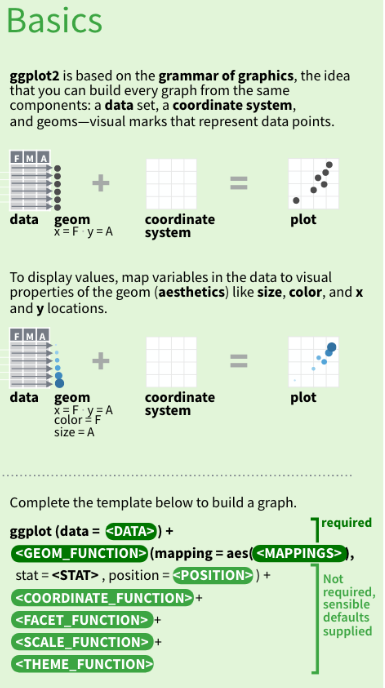 Basics
ggplot2 is based on the grammar of graphics, the idea
that you can build every graph from the same
components: a data set, a coordinate system,
and geoms—visual marks that represent data points.
F M A
data geom coordinate plot
x = F · y = A system
To display values, map variables in the data to visual
properties of the geom (aesthetics) like size, color, and x
and y locations.
F M A
data geom coordinate plot
x = F · y = A system
color = F
size = A
Complete the template below to build a graph.
required
ggplot (data = <DATA>) +
<GEOM_FUNCTION> (mapping = aes(<MAPPINGS>),
stat = <STAT> , position = <POSITION> ) +
Not
required,
sensible
defaults
supplied
<COORDINATE_FUNCTION> +
<FACET_FUNCTION> +
<SCALE_FUNCTION> +
<THEME_FUNCTION>